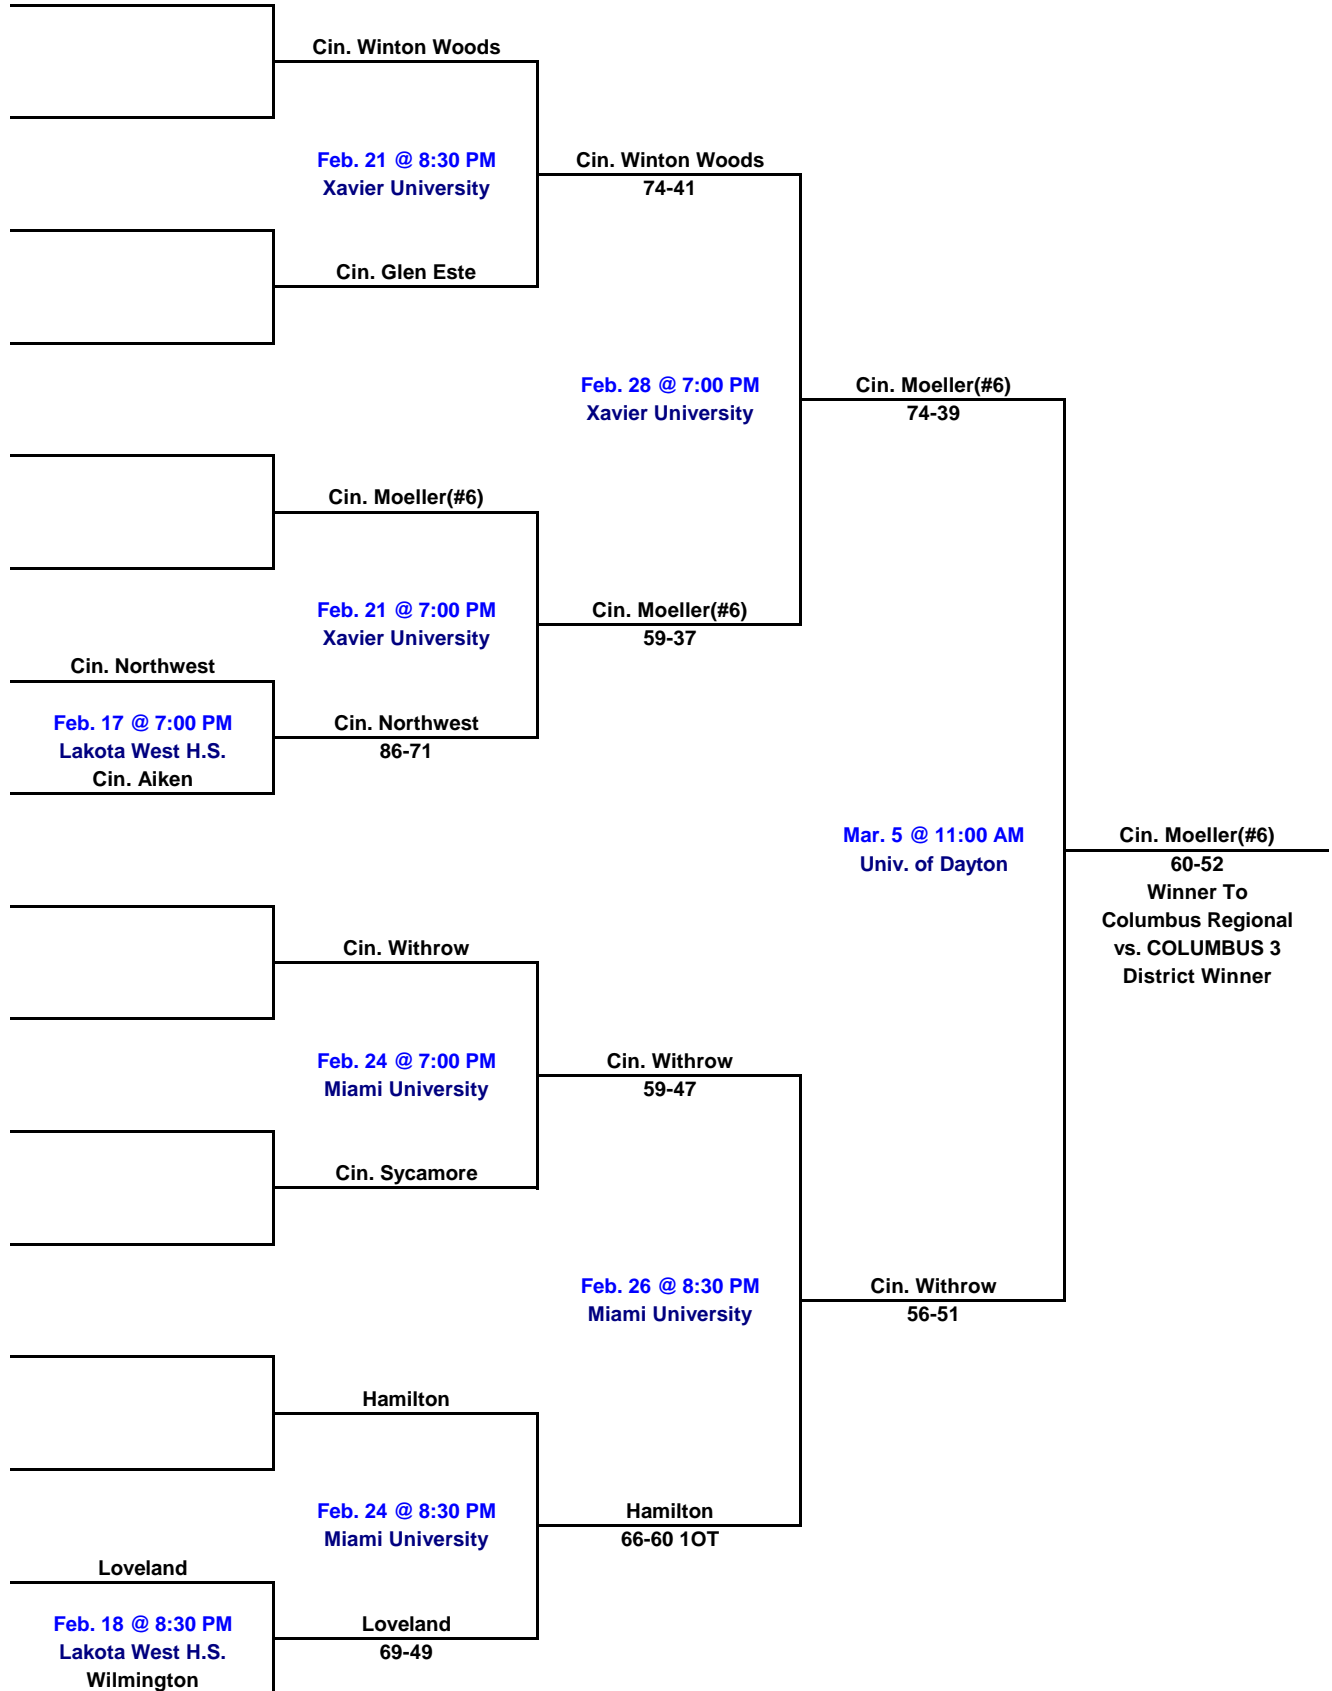 Cin. Winton Woods
Feb. 21 @ 8:30 PM
Xavier University
Cin. Winton Woods
74-41
Cin. Glen Este
Feb. 28 @ 7:00 PM
Xavier University
Cin. Moeller(#6)
74-39
Cin. Moeller(#6)
Feb. 21 @ 7:00 PM
Xavier University
Cin. Moeller(#6)
59-37
Cin. Northwest
Feb. 17 @ 7:00 PM
Lakota West H.S.
Cin. Aiken
Cin. Northwest
86-71
Mar. 5 @ 11:00 AM
Univ. of Dayton
Cin. Moeller(#6)
60-52
Winner To
Columbus Regional
vs. COLUMBUS 3
District Winner
Cin. Withrow
Feb. 24 @ 7:00 PM
Miami University
Cin. Withrow
59-47
Cin. Sycamore
Feb. 26 @ 8:30 PM
Miami University
Cin. Withrow
56-51
Hamilton
Feb. 24 @ 8:30 PM
Miami University
Hamilton
66-60 1OT
Loveland
Feb. 18 @ 8:30 PM
Lakota West H.S.
Wilmington
Loveland
69-49